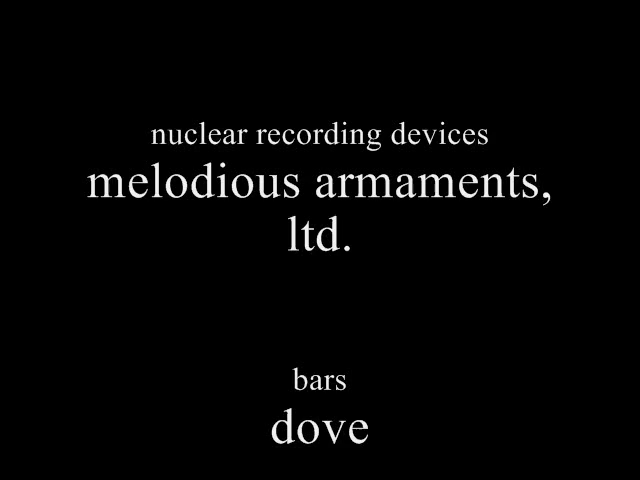 nuclear recording devices
melodious armaments,
ltd.
bars
dove